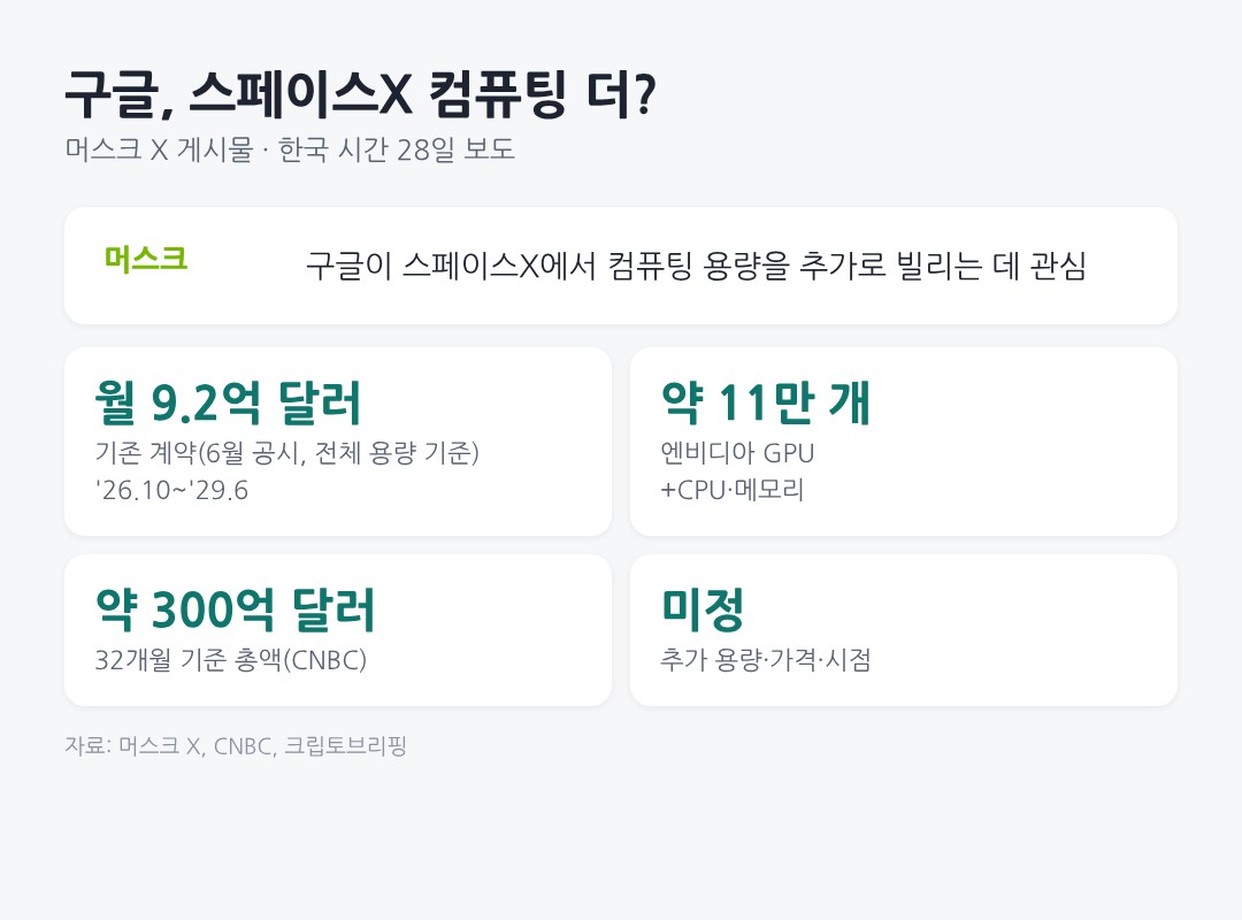 구글, 스페이스X 컴퓨팅 더?
머스크 X 게시물 · 한국 시간 28일 보도
머스크
구글이 스페이스X에서 컴퓨팅 용량을 추가로 빌리는 데 관심
월 9.2억 달러
기존 계약(6월 공시, 전체 용량 기준)
'26.10~'29.6
약 11만 개
엔비디아 GPU
+CPU·메모리
약 300억 달러
32개월 기준 총액(CNBC)
미정
추가 용량·가격·시점
자료: 머스크 X, CNBC, 크립토브리핑